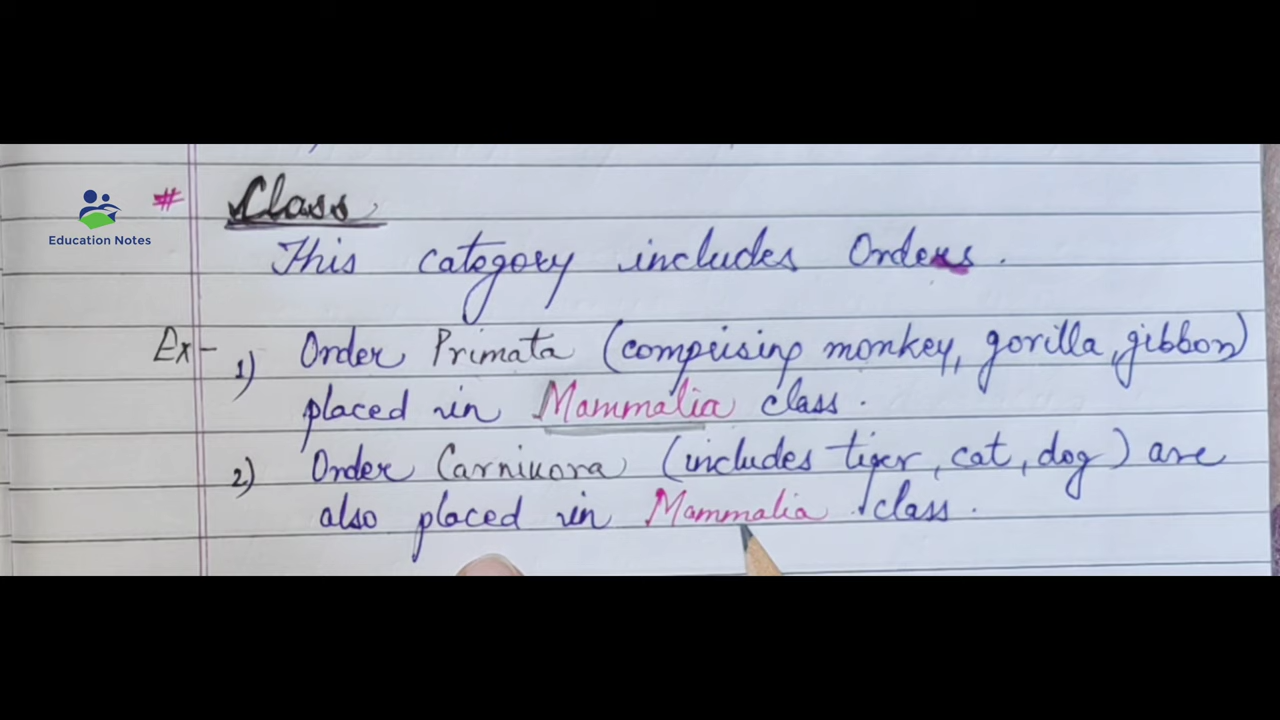 # Class
Education Notes
This category includes Orders.
Ex- 1) Order Primata (comprising monkey, gorilla, gibbon)
placed in Mammalia class.
2) Order Carnivora (includes tiger, cat, dog) are
also placed in Mammalia class.